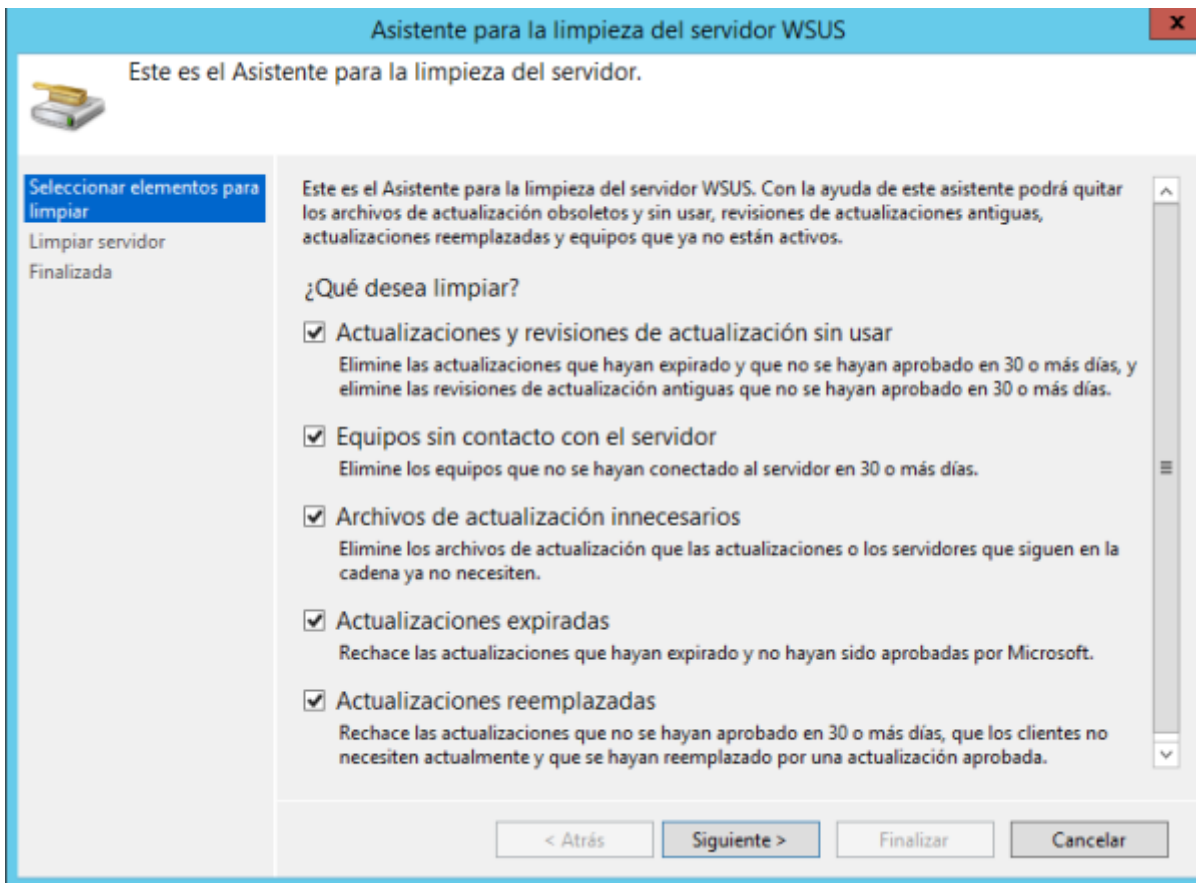 Asistente para la limpieza del servidor WSUS
x
Este es el Asistente para la limpieza del servidor.
Seleccionar elementos para
limpiar
Limpiar servidor
Finalizada
Este es el Asistente para la limpieza del servidor WSUS. Con la ayuda de este asistente podrá quitar
los archivos de actualización obsoletos y sin usar, revisiones de actualizaciones antiguas,
actualizaciones reemplazadas y equipos que ya no están activos.
¿Qué desea limpiar?
Actualizaciones y revisiones de actualización sin usar
Elimine las actualizaciones que hayan expirado y que no se hayan aprobado en 30 o más días, y
elimine las revisiones de actualización antiguas que no se hayan aprobado en 30 o más días.
Equipos sin contacto con el servidor
Elimine los equipos que no se hayan conectado al servidor en 30 o más días.
Archivos de actualización innecesarios
Elimine los archivos de actualización que las actualizaciones o los servidores que siguen en la
cadena ya no necesiten.
Actualizaciones expiradas
Rechace las actualizaciones que hayan expirado y no hayan sido aprobadas por Microsoft.
Actualizaciones reemplazadas
Rechace las actualizaciones que no se hayan aprobado en 30 o más días, que los clientes no
necesiten actualmente y que se hayan reemplazado por una actualización aprobada.
< Atrás
Siguiente >
Finalizar
Cancelar